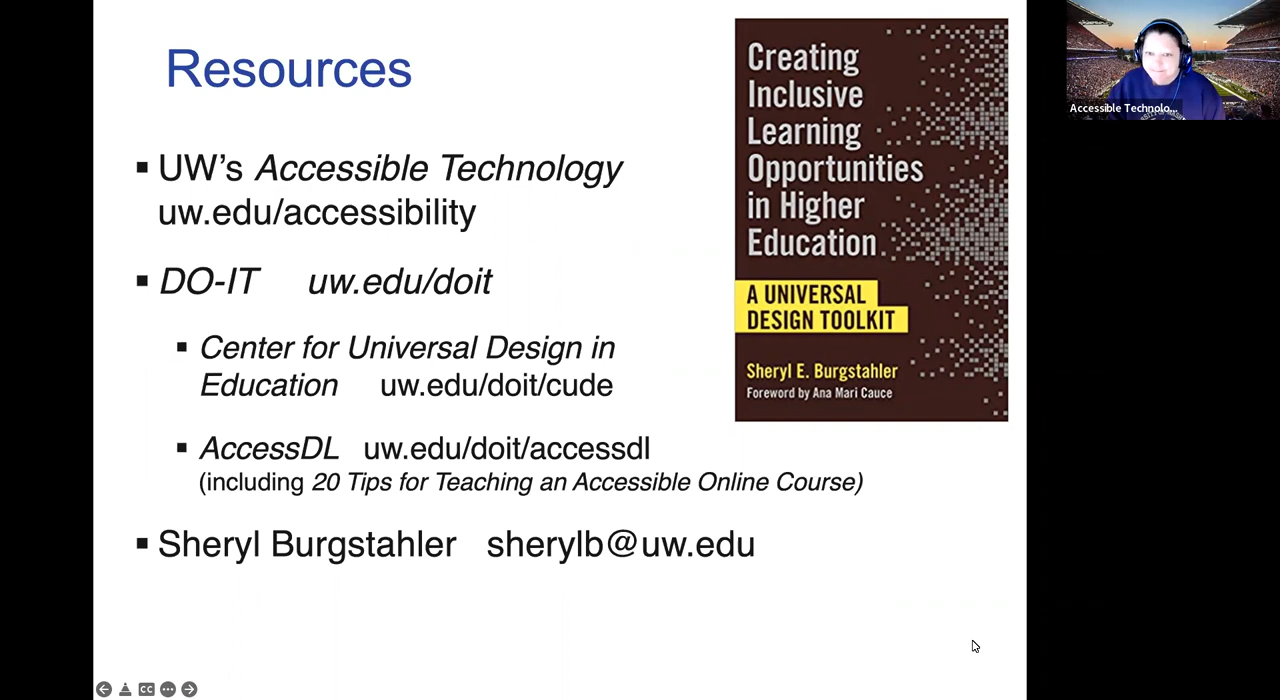 Resources
▪ UW’s Accessible Technology
uw.edu/accessibility
▪ DO-IT uw.edu/doit
▪ Center for Universal Design in
Education uw.edu/doit/cude
▪ AccessDL uw.edu/doit/accessdl
(including 20 Tips for Teaching an Accessible Online Course)
▪ Sheryl Burgstahler sherylb@uw.edu
Creating
Inclusive
Learning
Opportunities
in Higher
Education
A UNIVERSAL
DESIGN TOOLKIT
Sheryl E. Burgstahler
Foreword by Ana Mari Cauce
Accessible Technolo...
CC